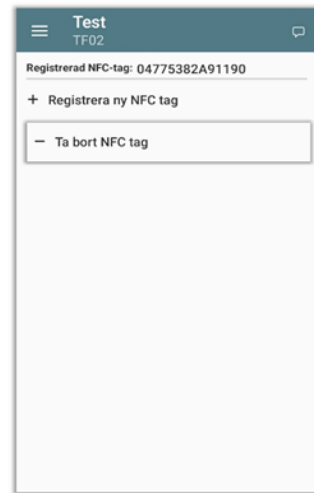 Test
TF02
Registrerad NFC-tag: 04775382A91190
+ Registrera ny NFC tag
− Ta bort NFC tag